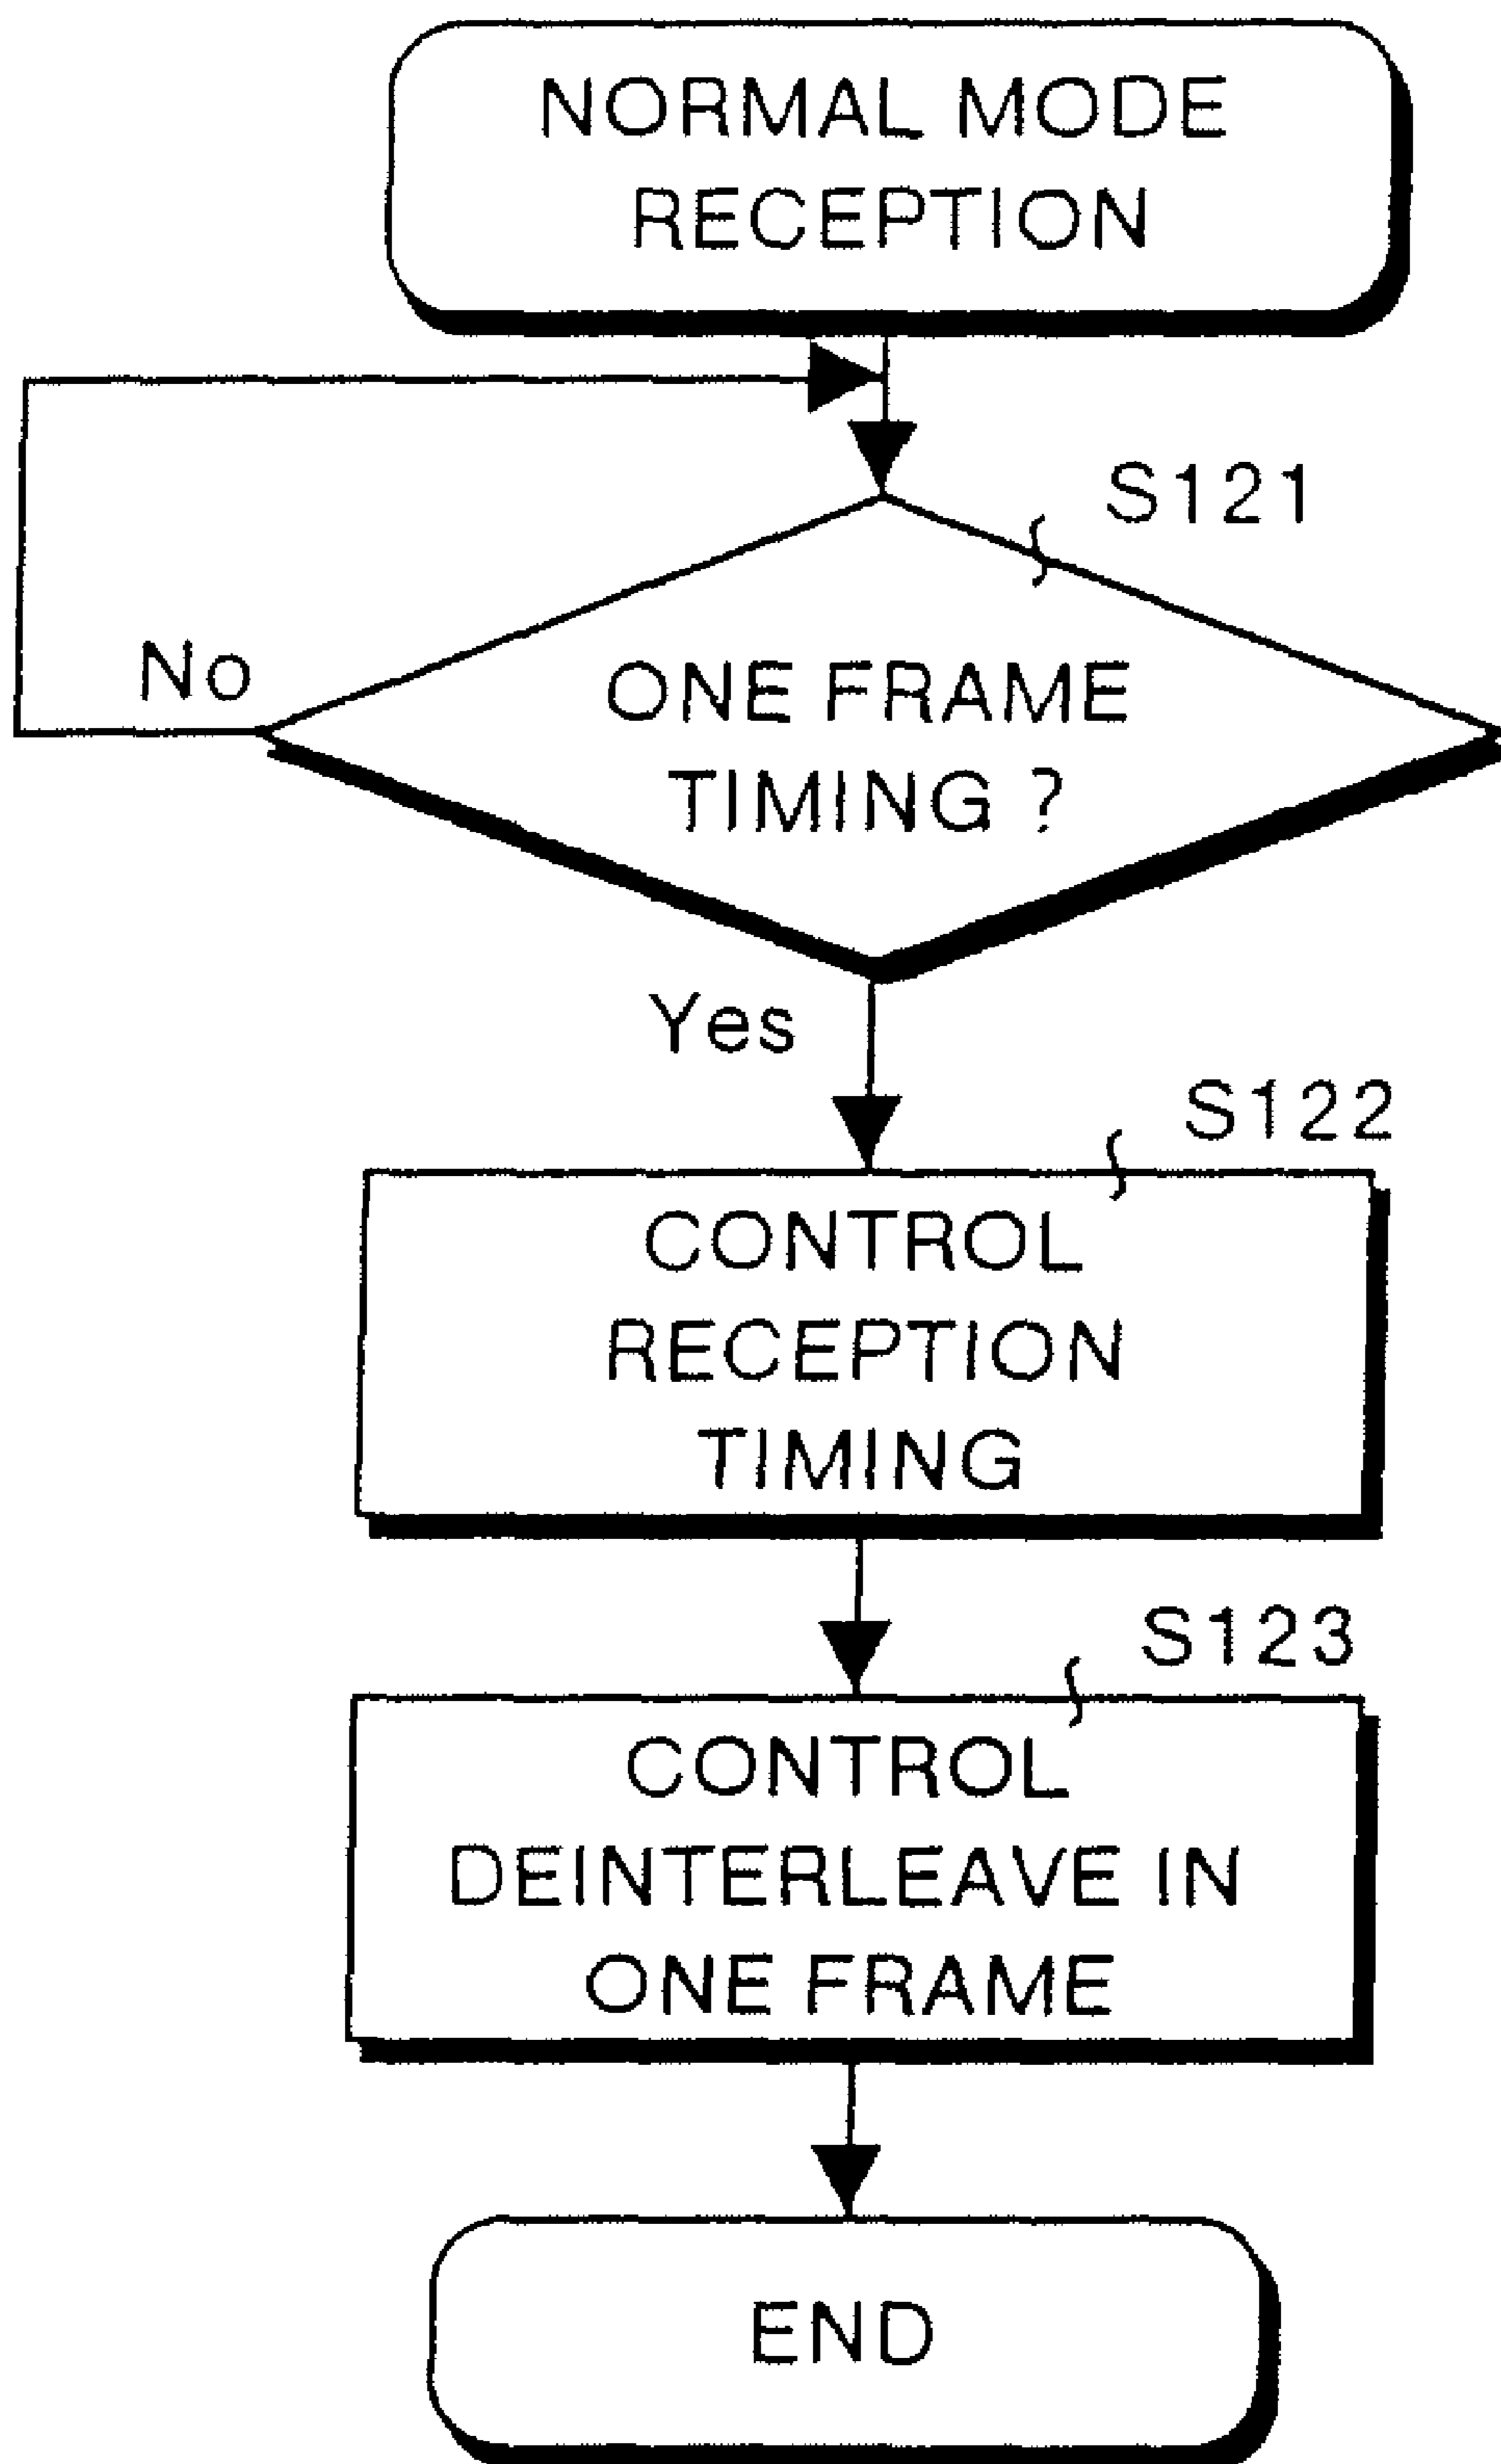 NORMAL MODE
RECEPTION
S121
No
ONE FRAME
TIMING ?
Yes
S122
CONTROL
RECEPTION
TIMING
S123
CONTROL
DEINTERLEAVE IN
ONE FRAME
END